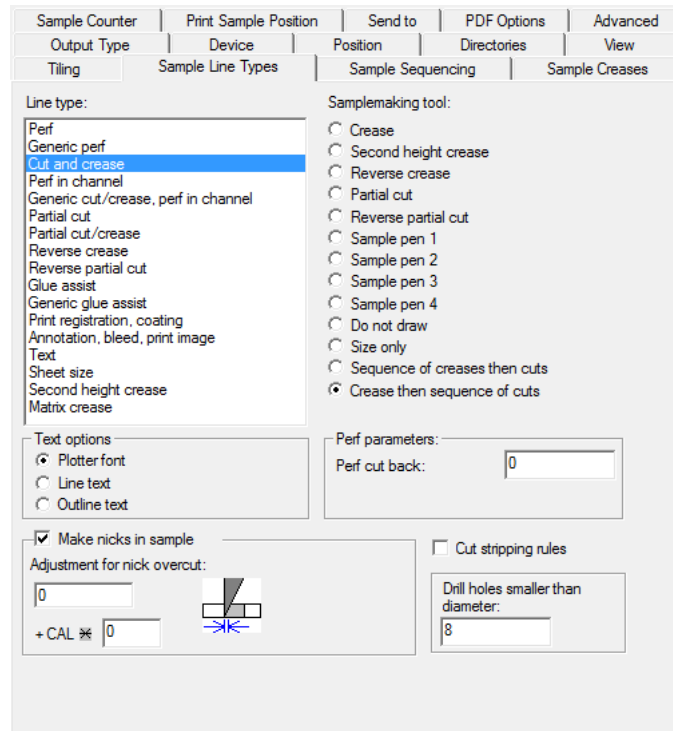 Sample Counter
Print Sample Position
Send to
PDF Options
Advanced
Output Type
Device
Position
Directories
View
Tiling
Sample Line Types
Sample Sequencing
Sample Creases
Line type:
Perf
Generic perf
Cut and crease
Perf in channel
Generic cut/crease, perf in channel
Partial cut
Partial cut/crease
Reverse crease
Reverse partial cut
Glue assist
Generic glue assist
Print registration, coating
Annotation, bleed, print image
Text
Sheet size
Second height crease
Matrix crease
Samplemaking tool:
Crease
Second height crease
Reverse crease
Partial cut
Reverse partial cut
Sample pen 1
Sample pen 2
Sample pen 3
Sample pen 4
Do not draw
Size only
Sequence of creases then cuts
Crease then sequence of cuts
Text options
Plotter font
Line text
Outline text
Perf parameters:
Perf cut back: 0
Make nicks in sample
Adjustment for nick overcut:
0
+ CAL ✳ 0
Cut stripping rules
Drill holes smaller than
diameter:
8